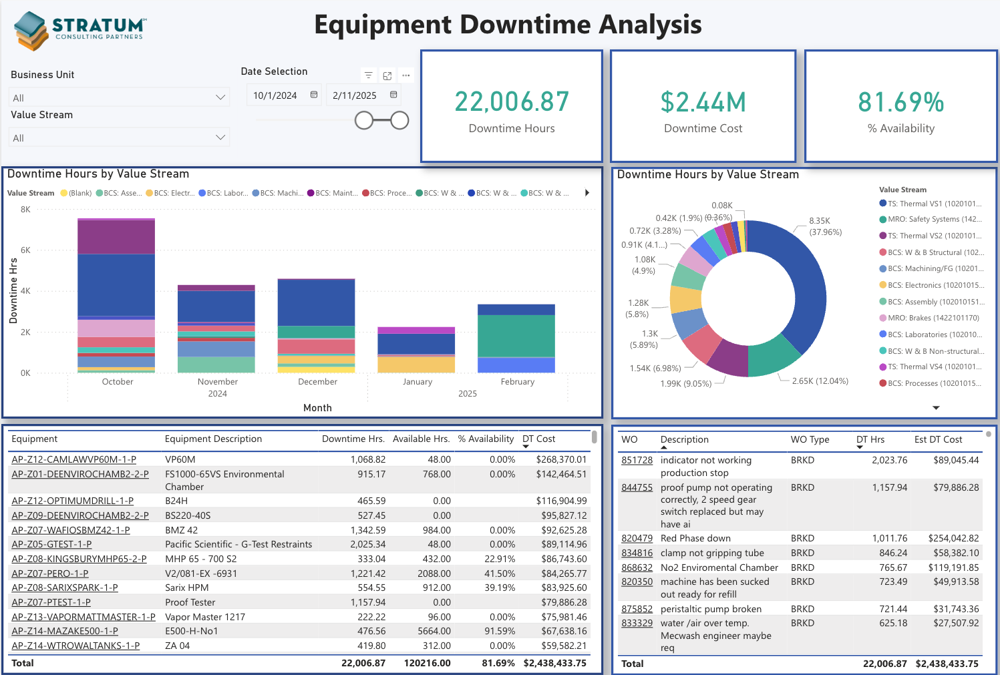 STRATUM
CONSULTING PARTNERS
Equipment Downtime Analysis
Business Unit
All
Value Stream
All
Date Selection
10/1/2024 2/11/2025
22,006.87
Downtime Hours
$2.44M
Downtime Cost
81.69%
% Availability
Downtime Hours by Value Stream
Value Stream (Blank) BCS: Asse... BCS: Electr... BCS: Labor... BCS: Machi... BCS: Maint... BCS: Proce... BCS: W & ... BCS: W & ... BCS: W & ...
Downtime Hrs
8K
6K
4K
2K
0K
October November December January February
2024 2025
Month
Downtime Hours by Value Stream
0.08K
(0.36%)
0.42K (1.9%)
0.72K (3.28%)
0.91K (4.1...)
1.08K
(4.9%)
1.28K
(5.8%)
1.3K
(5.89%)
1.54K (6.98%)
1.99K (9.05%)
2.65K (12.04%)
8.35K
(37.96%)
Value Stream
TS: Thermal VS1 (1020101...
MRO: Safety Systems (142...
TS: Thermal VS2 (1020101...
BCS: W & B Structural (102...
BCS: Machining/FG (10201...
BCS: Electronics (10201015...
BCS: Assembly (102010151...
MRO: Brakes (1422101170)
BCS: Laboratories (102010...
BCS: W & B Non-structural...
TS: Thermal VS4 (1020101...
BCS: Processes (10201015...
Equipment Equipment Description Downtime Hrs. Available Hrs. % Availability DT Cost
AP-Z12-CAMLAWVP60M-1-P VP60M 1,068.82 48.00 0.00% $268,370.01
AP-Z01-DEENVIROCHAMB2-2-P FS1000-65VS Environmental 915.17 768.00 0.00% $142,464.51
Chamber
AP-Z12-OPTIMUMDRILL-1-P B24H 465.59 0.00 $116,904.99
AP-Z09-DEENVIROCHAMB2-2-P BS220-40S 527.45 0.00 $95,827.12
AP-Z07-WAFIOSBMZ42-1-P BMZ 42 1,342.59 984.00 0.00% $92,625.28
AP-Z05-GTEST-1-P Pacific Scientific - G-Test Restraints 2,025.34 48.00 0.00% $89,114.96
AP-Z08-KINGSBURYMHP65-2-P MHP 65 - 700 S2 333.04 432.00 22.91% $86,743.60
AP-Z07-PERO-1-P V2/081-EX -6931 1,221.42 2088.00 41.50% $84,265.77
AP-Z08-SARIXSPARK-1-P Sarix HPM 554.55 912.00 39.19% $83,925.60
AP-Z07-PTEST-1-P Proof Tester 1,157.94 0.00 $79,886.28
AP-Z13-VAPORMATTMASTER-1-P Vapor Master 1217 222.22 96.00 0.00% $75,981.46
AP-Z14-MAZAKE500-1-P E500-H-No1 476.56 5664.00 91.59% $67,638.16
AP-Z14-WTROWALTANKS-1-P ZA 04 419.80 312.00 0.00% $59,582.21
Total 22,006.87 120216.00 81.69% $2,438,433.75
WO Description WO Type DT Hrs Est DT Cost
851728 indicator not working BRKD 2,023.76 $89,045.44
production stop
844755 proof pump not operating BRKD 1,157.94 $79,886.28
correctly, 2 speed gear
switch replaced but may
have ai
820479 Red Phase down BRKD 1,011.76 $254,042.82
834816 clamp not gripping tube BRKD 846.24 $58,382.10
868632 No2 Enviromental Chamber BRKD 765.67 $119,191.85
820350 machine has been sucked BRKD 723.49 $49,913.58
out ready for refill
875852 peristaltic pump broken BRKD 721.44 $31,743.36
833329 water /air over temp. BRKD 625.18 $27,507.92
Mecwash engineer maybe
req
Total 22,006.87 $2,438,433.75